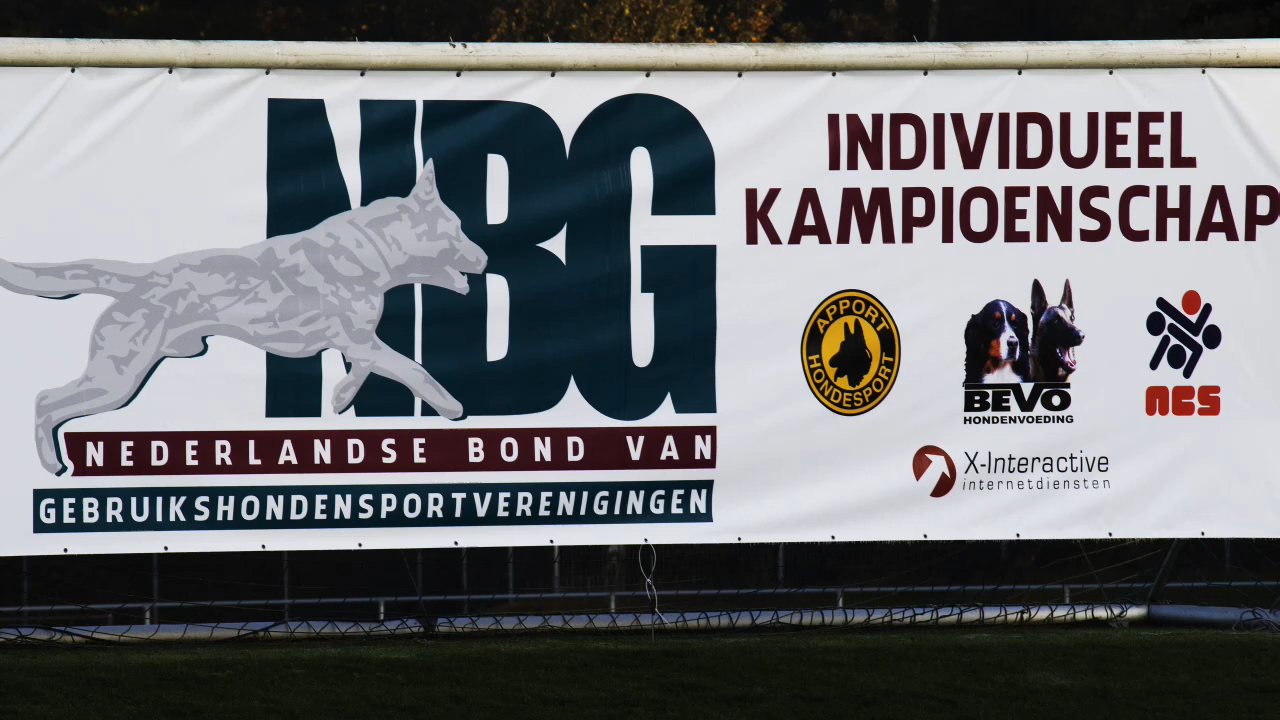 NBG
NEDERLANDSE BOND VAN
GEBRUIKSHONDENSPORTVERENIGINGEN
INDIVIDUEEL
KAMPIOENSCHAP
APPORT
HONDESPORT
BEVO
HONDENVOEDING
ncs
X-Interactive
internetdiensten